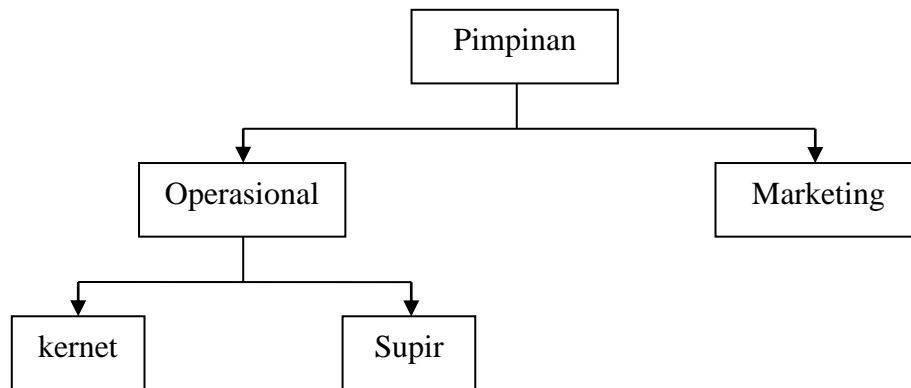 Pimpinan
Operasional
Marketing
kernet
Supir